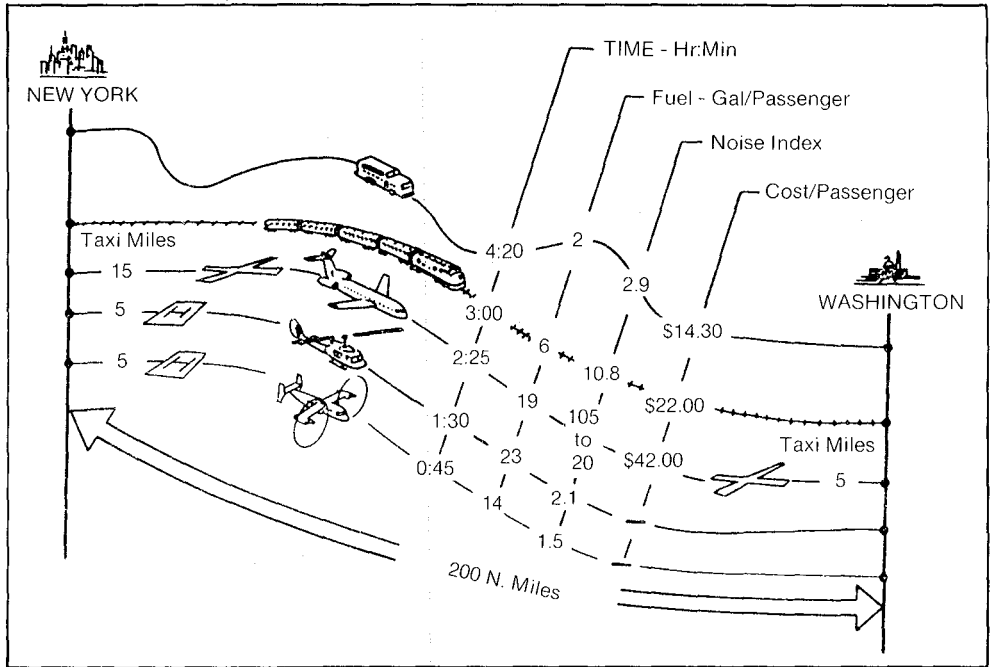 TIME - Hr:Min
NEW YORK
Fuel - Gal/Passenger
Noise Index
Cost/Passenger
Taxi Miles
4:20
2
2.9
WASHINGTON
$14.30
15
3:00
6
10.8
$22.00
5
2:25
19
105
to
20
$42.00
Taxi Miles
5
5
1:30
23
2.1
0:45
14
1.5
200 N. Miles